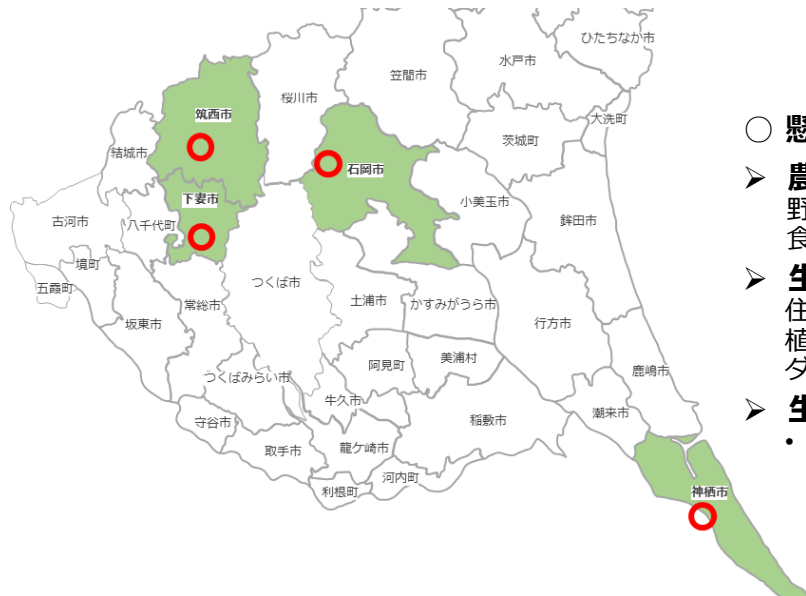 ひたちなか市
水戸市
笠間市
桜川市
筑西市
大洗町
茨城町
結城市
石岡市
下妻市
小美玉市
古河市
八千代町
鉾田市
境町
五霞町
つくば市
常総市
土浦市
かすみがうら市
坂東市
行方市
阿見町
美浦村
鹿嶋市
つくばみらい市
牛久市
潮来市
守谷市
稲敷市
取手市
龍ケ崎市
河内町
利根町
神栖市
○ 懸
➢ 農
野
食
➢ 生
住
植
ダ
➢ 生
・